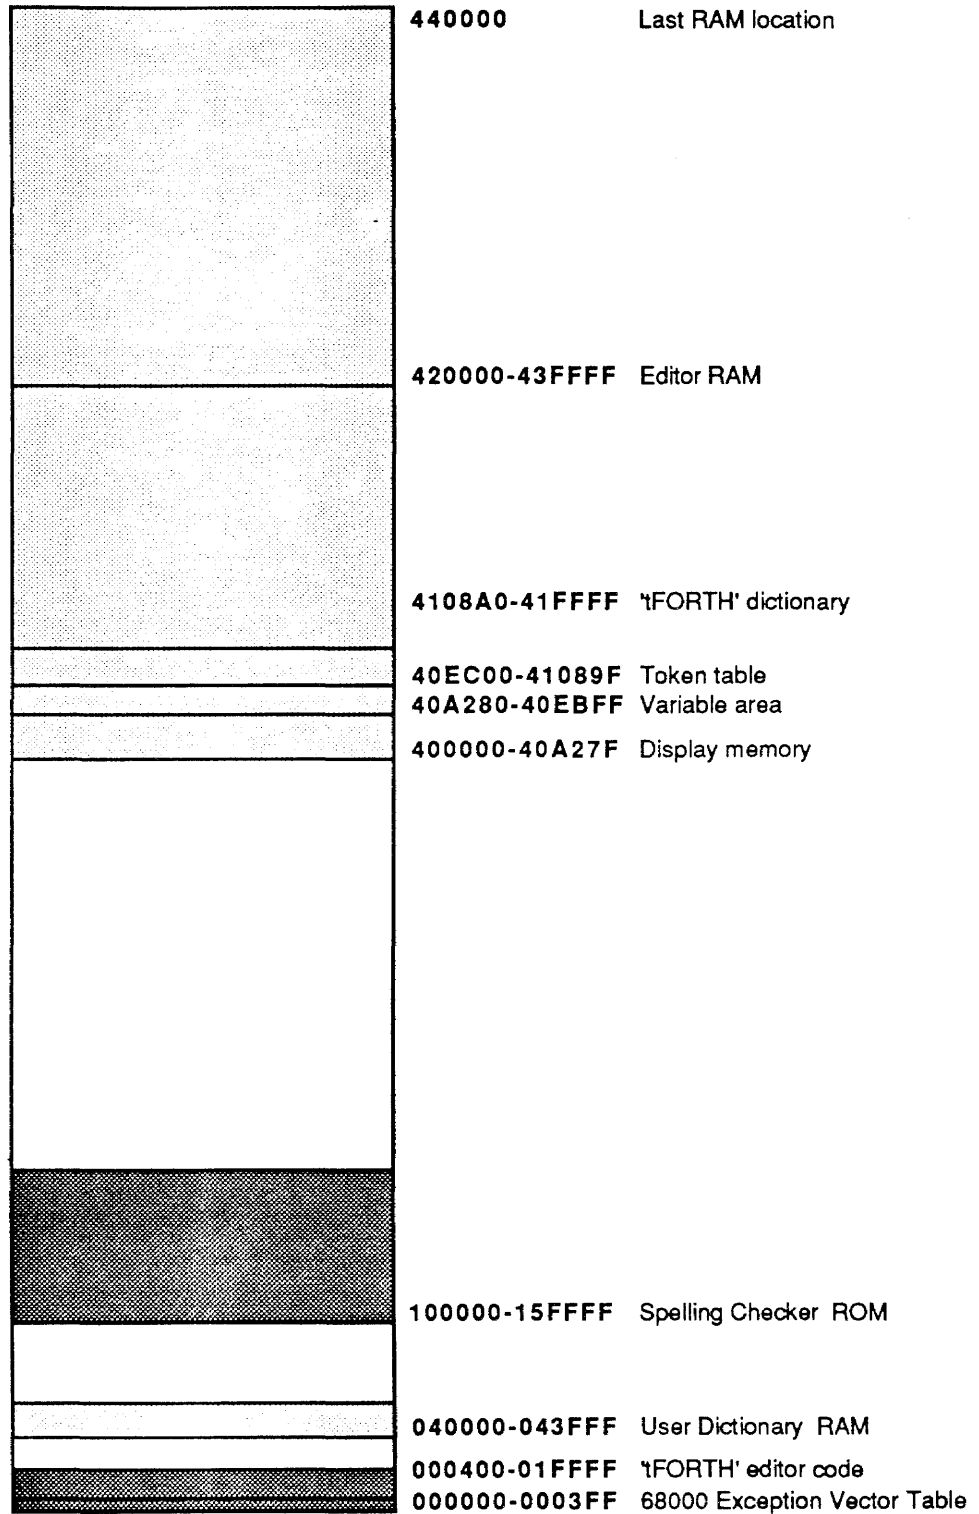 440000 Last RAM location
420000-43FFFF Editor RAM
4108A0-41FFFF 'tFORTH' dictionary
40EC00-41089F Token table
40A280-40EBFF Variable area
400000-40A27F Display memory
100000-15FFFF Spelling Checker ROM
040000-043FFF User Dictionary RAM
000400-01FFFF 'tFORTH' editor code
000000-0003FF 68000 Exception Vector Table